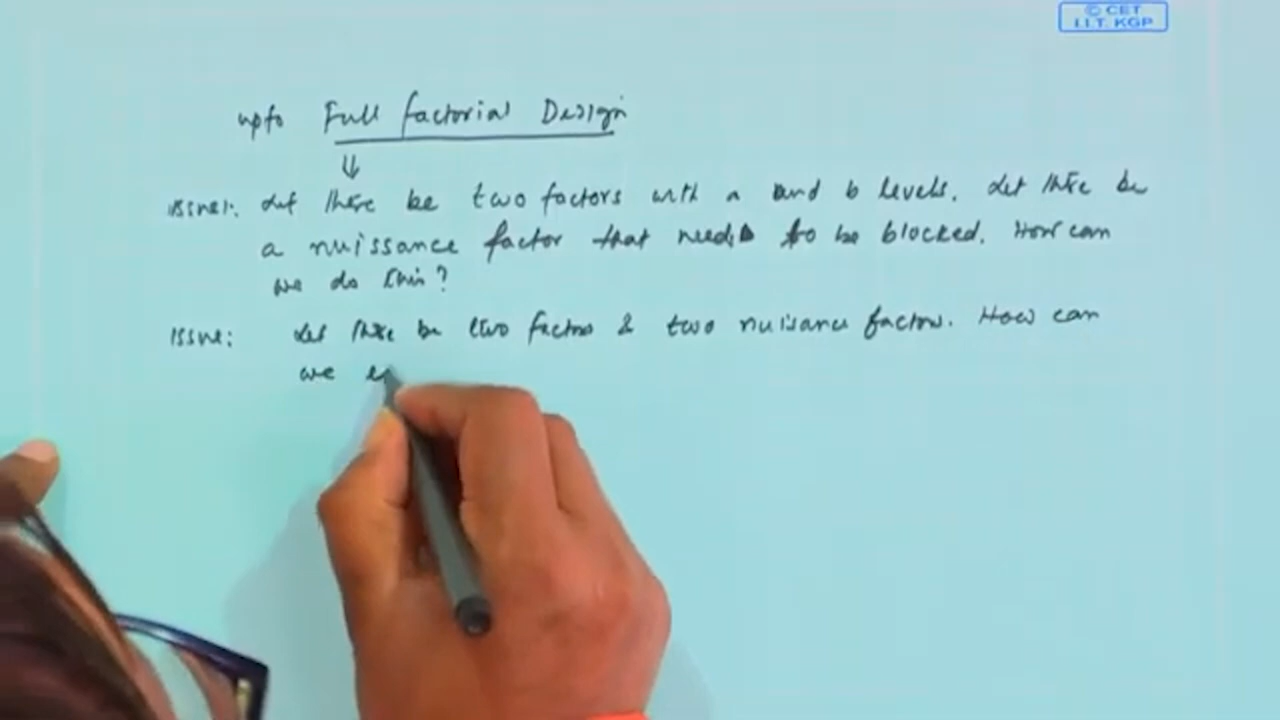 © CET
I.I.T. KGP
upto Full factorial Design
⇓
Issue1: Let there be two factors with a and b levels. Let there be
a nuissance factor that needs to be blocked. How can
we do this?
Issue: Let there be two factors & two nuisance factors. How can
we